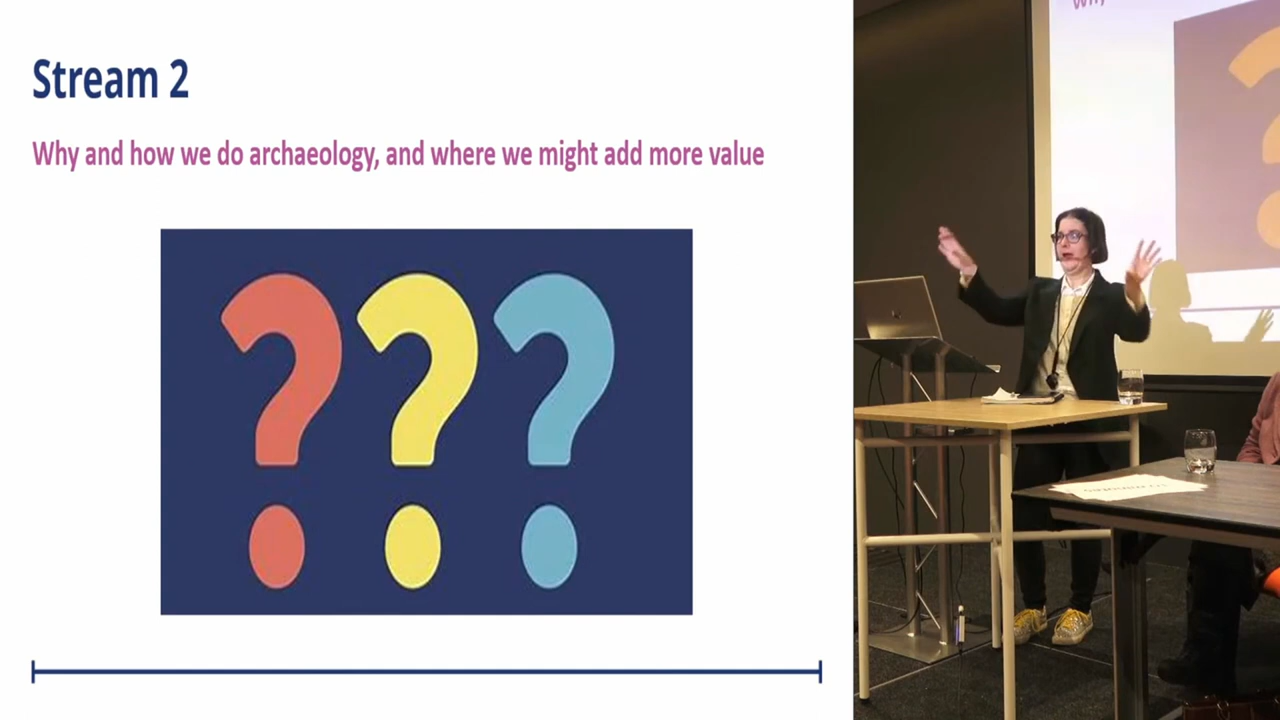 Stream 2
Why and how we do archaeology, and where we might add more value